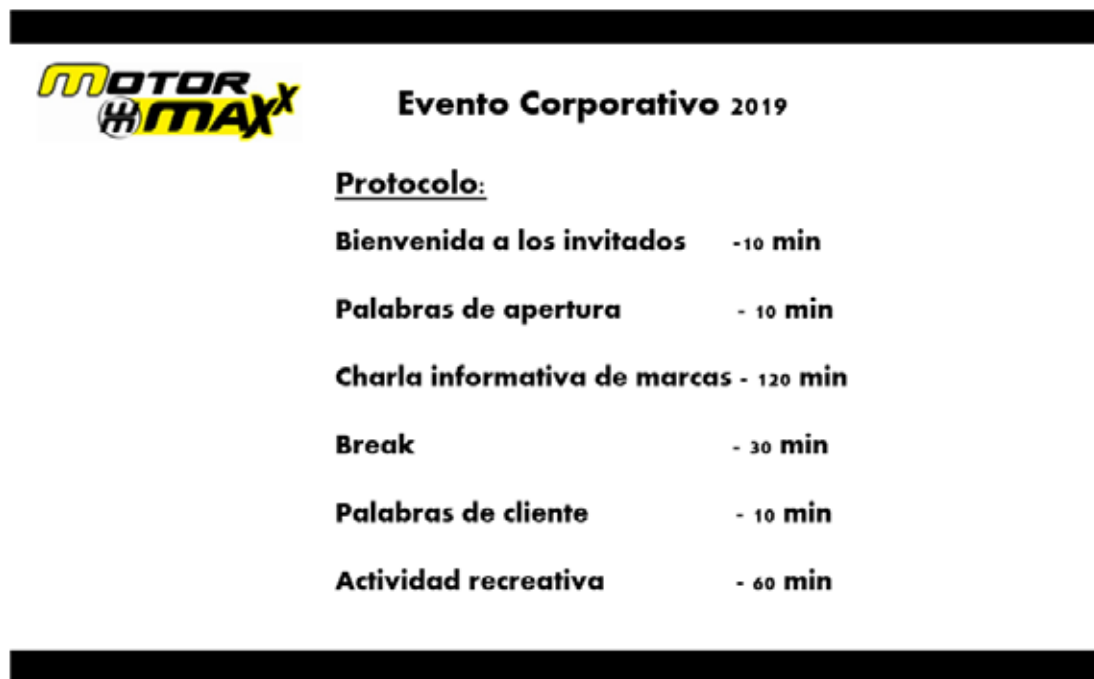 MOTOR
MAXX
Evento Corporativo 2019
Protocolo:
Bienvenida a los invitados -10 min
Palabras de apertura - 10 min
Charla informativa de marcas - 120 min
Break - 30 min
Palabras de cliente - 10 min
Actividad recreativa - 60 min